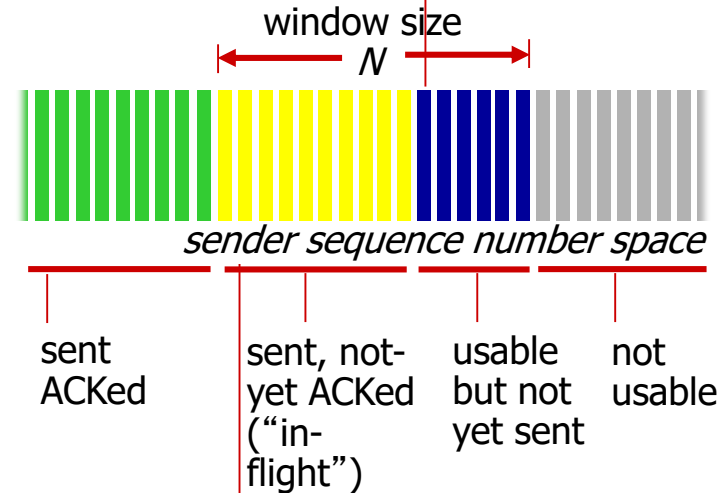 window size
N
sender sequence number space
sent
ACKed
sent, not-
yet ACKed
(“in-
flight”)
usable
but not
yet sent
not
usable